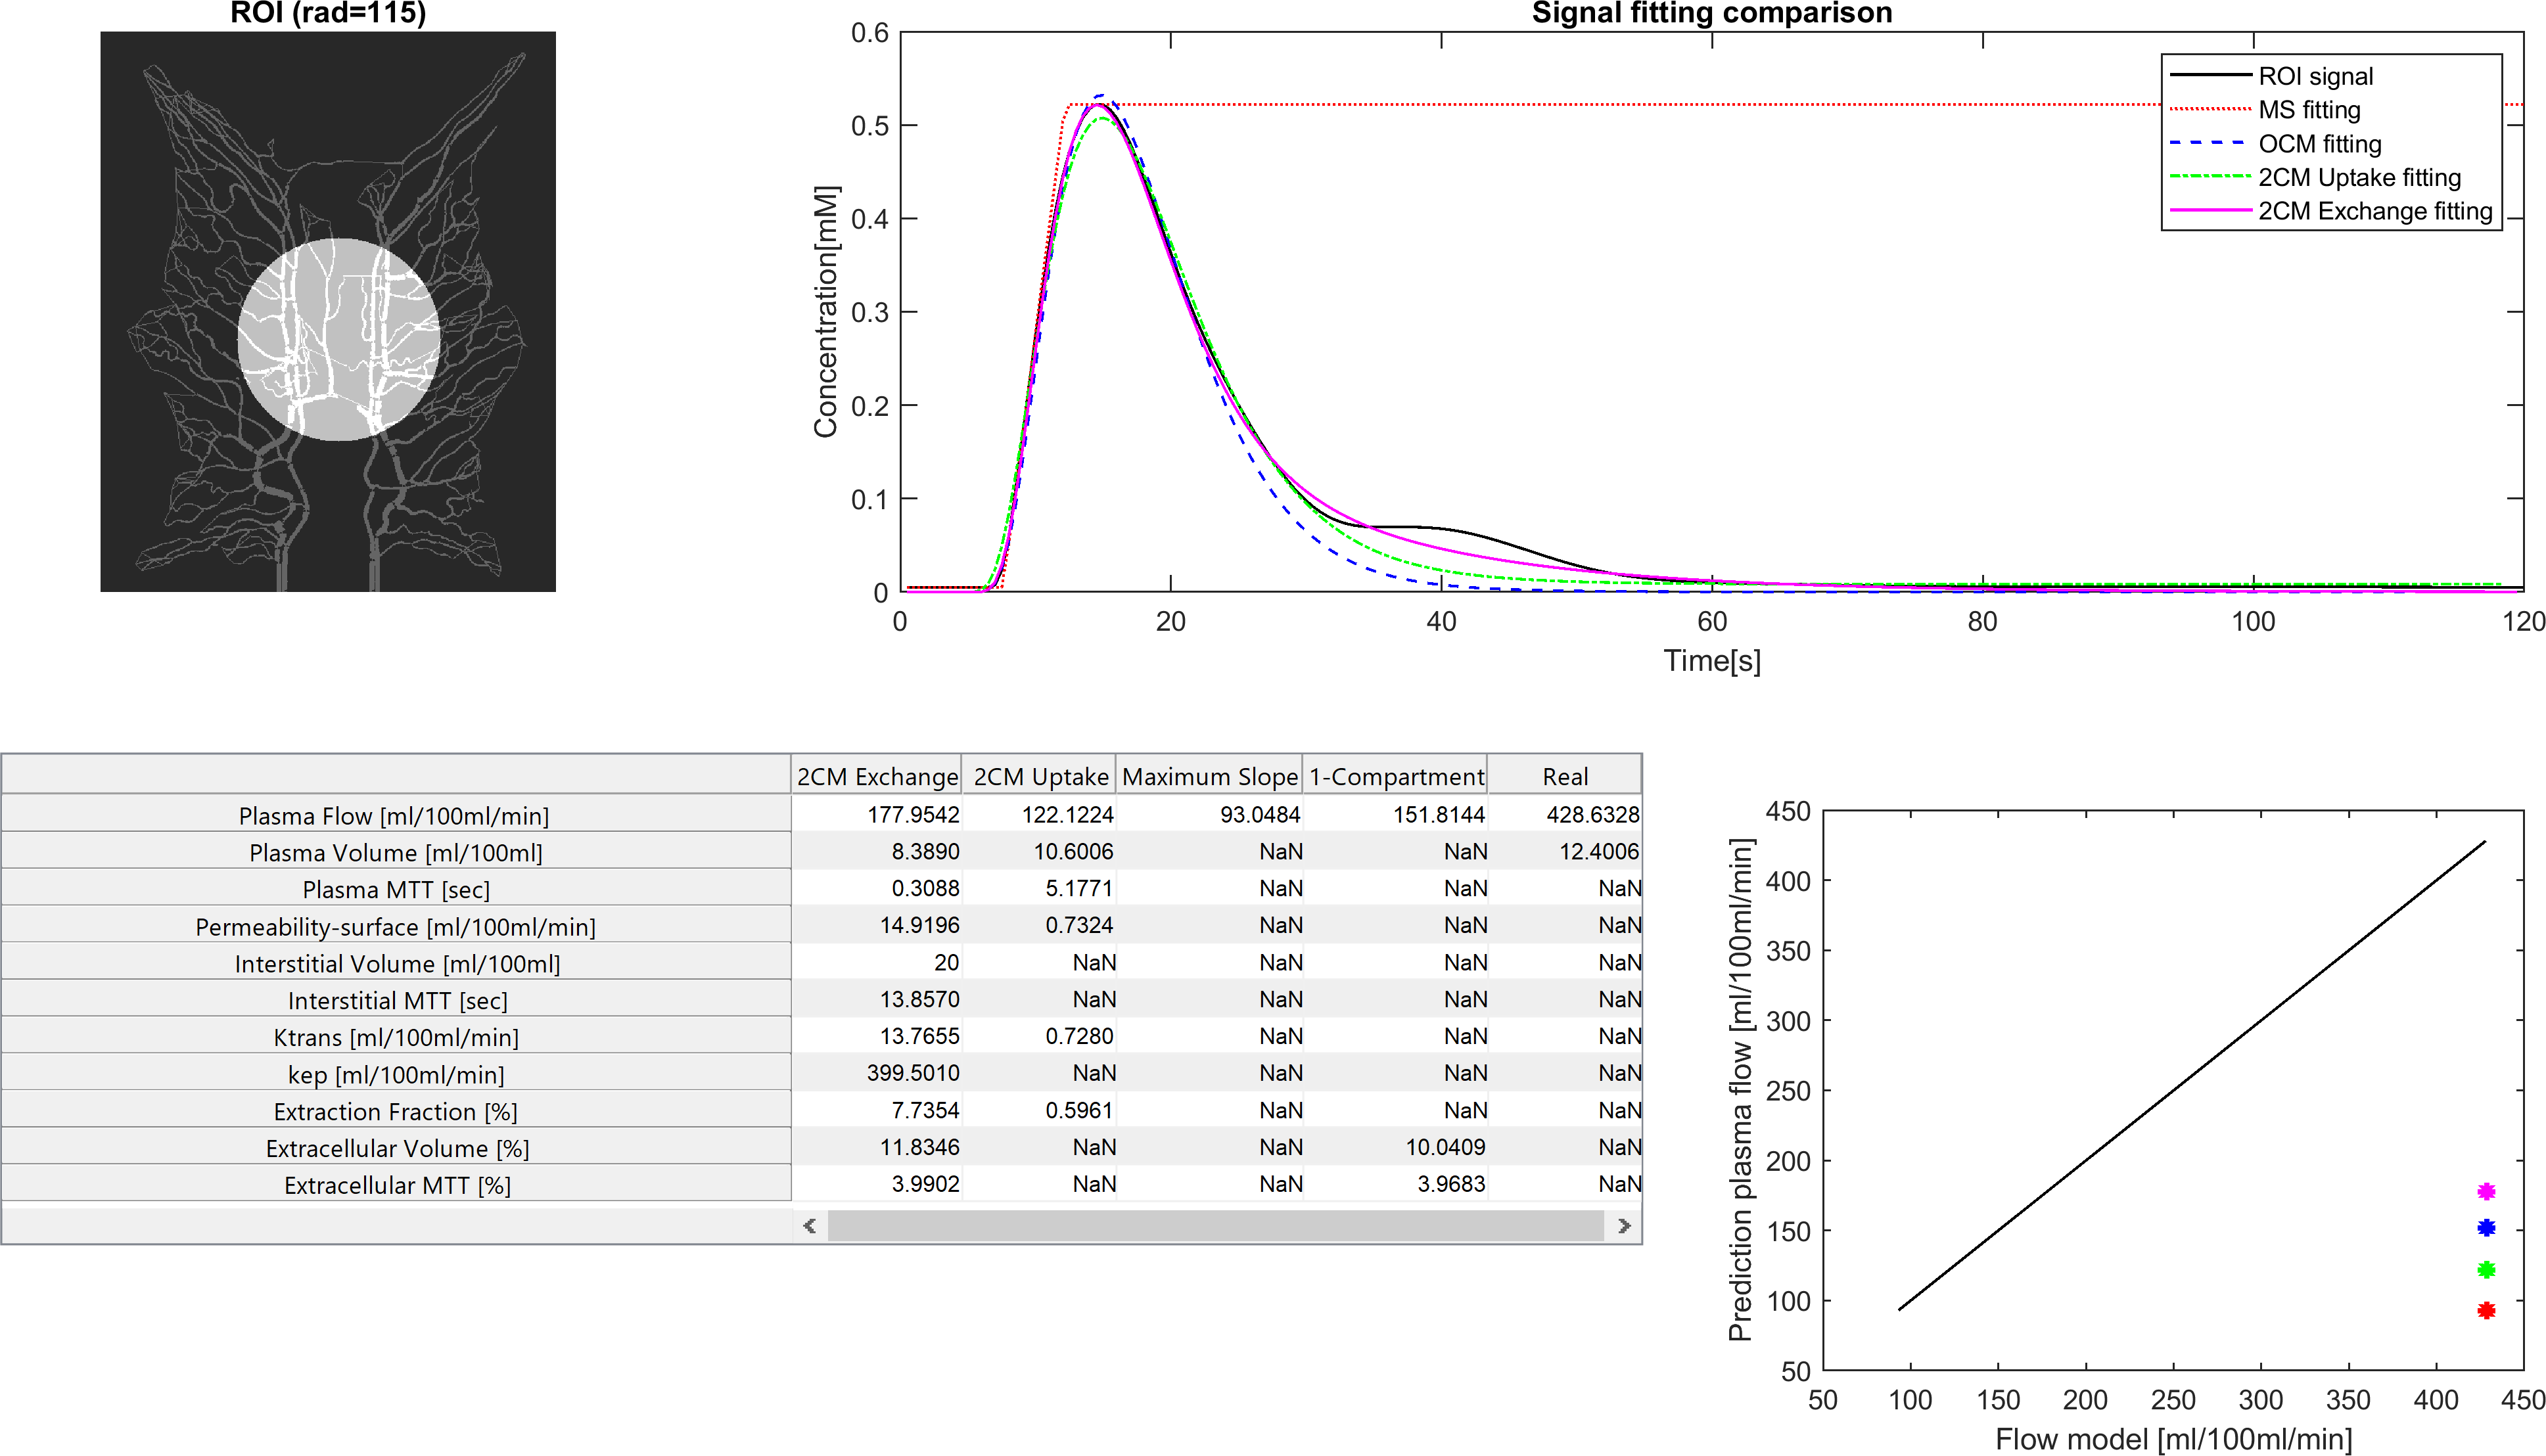 ROI (rad=115)
Signal fitting comparison
0.6
0.5
0.4
0.3
0.2
0.1
0
Concentration[mM]
0 20 40 60 80 100 120
Time[s]
ROI signal
MS fitting
OCM fitting
2CM Uptake fitting
2CM Exchange fitting
2CM Exchange 2CM Uptake Maximum Slope 1-Compartment Real
Plasma Flow [ml/100ml/min] 177.9542 122.1224 93.0484 151.8144 428.6328
Plasma Volume [ml/100ml] 8.3890 10.6006 NaN NaN 12.4006
Plasma MTT [sec] 0.3088 5.1771 NaN NaN NaN
Permeability-surface [ml/100ml/min] 14.9196 0.7324 NaN NaN NaN
Interstitial Volume [ml/100ml] 20 NaN NaN NaN NaN
Interstitial MTT [sec] 13.8570 NaN NaN NaN NaN
Ktrans [ml/100ml/min] 13.7655 0.7280 NaN NaN NaN
kep [ml/100ml/min] 399.5010 NaN NaN NaN NaN
Extraction Fraction [%] 7.7354 0.5961 NaN NaN NaN
Extracellular Volume [%] 11.8346 NaN NaN 10.0409 NaN
Extracellular MTT [%] 3.9902 NaN NaN 3.9683 NaN
450
400
350
300
250
200
150
100
50
Prediction plasma flow [ml/100ml/min]
50 100 150 200 250 300 350 400 450
Flow model [ml/100ml/min]